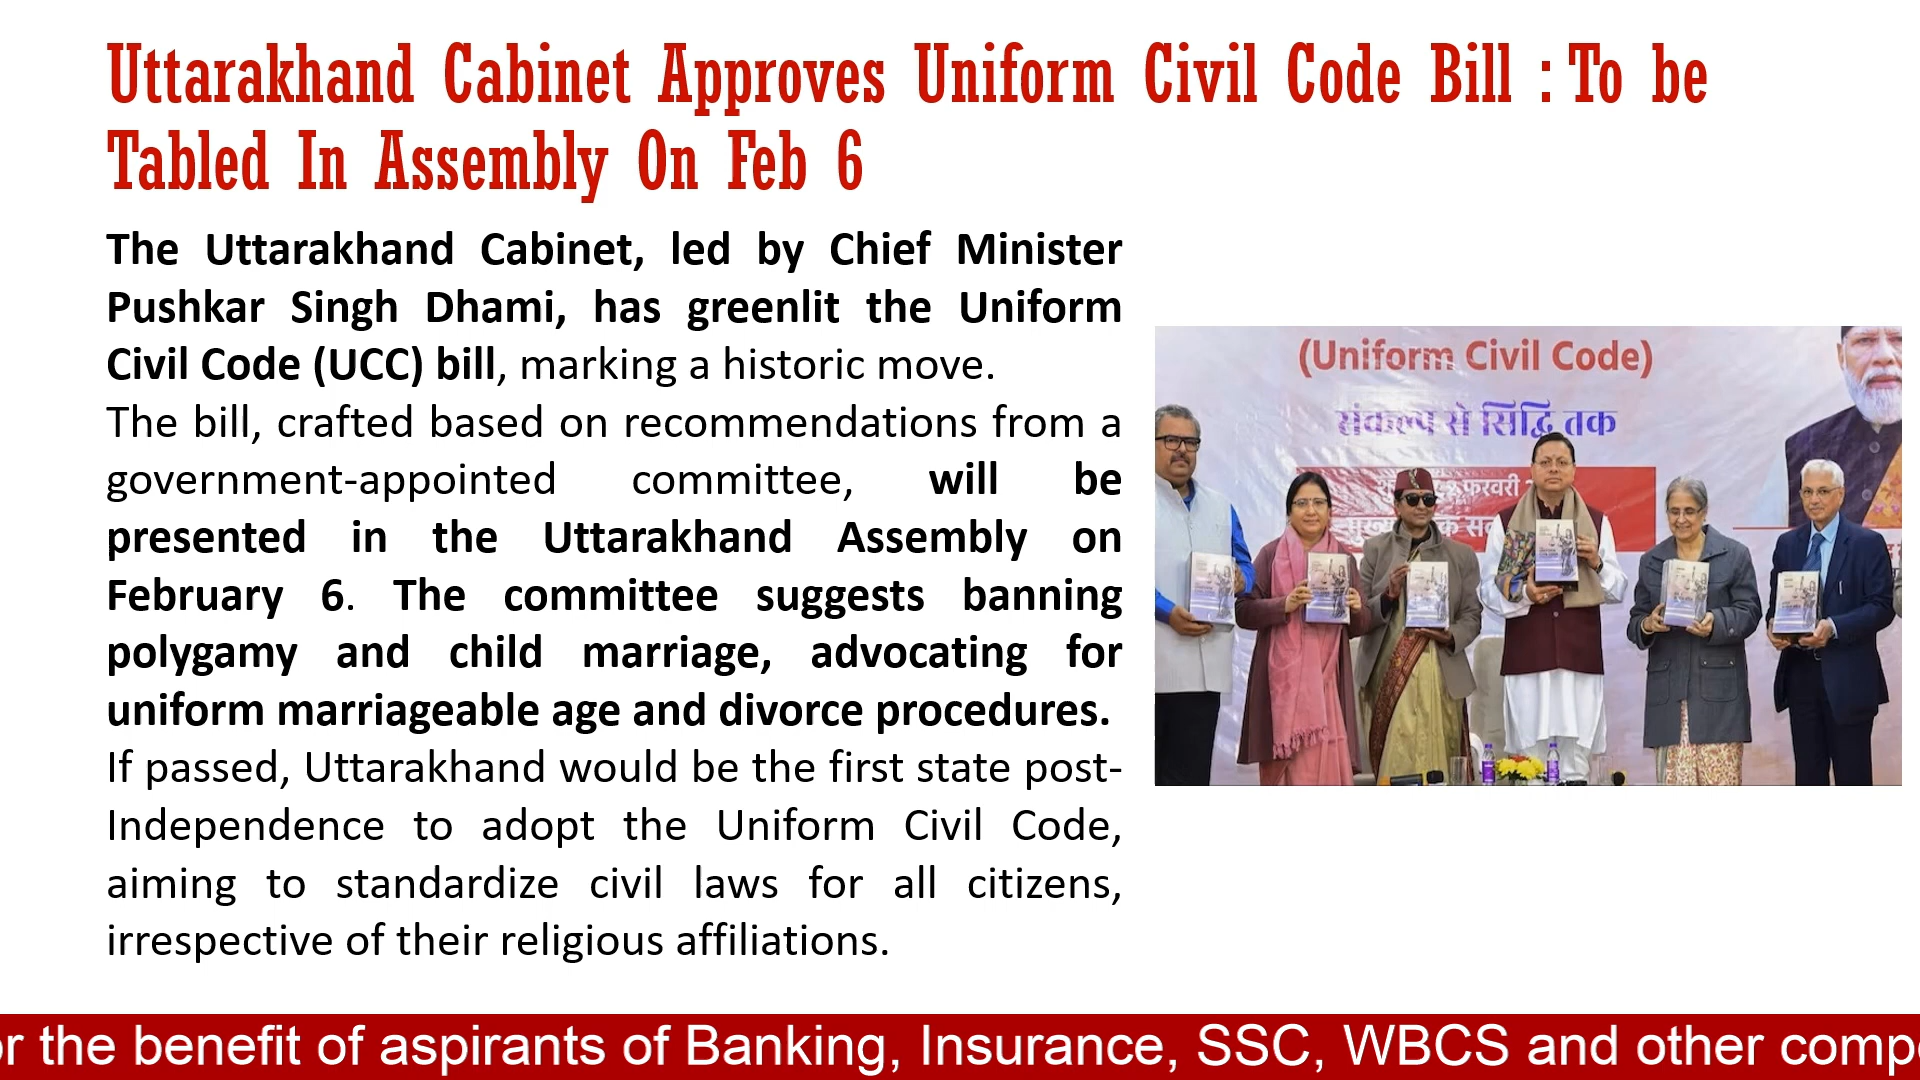 Uttarakhand Cabinet Approves Uniform Civil Code Bill : To be
Tabled In Assembly On Feb 6
The Uttarakhand Cabinet, led by Chief Minister
Pushkar Singh Dhami, has greenlit the Uniform
Civil Code (UCC) bill, marking a historic move.
The bill, crafted based on recommendations from a
government-appointed committee, will be
presented in the Uttarakhand Assembly on
February 6. The committee suggests banning
polygamy and child marriage, advocating for
uniform marriageable age and divorce procedures.
If passed, Uttarakhand would be the first state post-
Independence to adopt the Uniform Civil Code,
aiming to standardize civil laws for all citizens,
irrespective of their religious affiliations.
(Uniform Civil Code)
संकल्प से सिद्धि तक
फरवरी
the benefit of aspirants of Banking, Insurance, SSC, WBCS and other